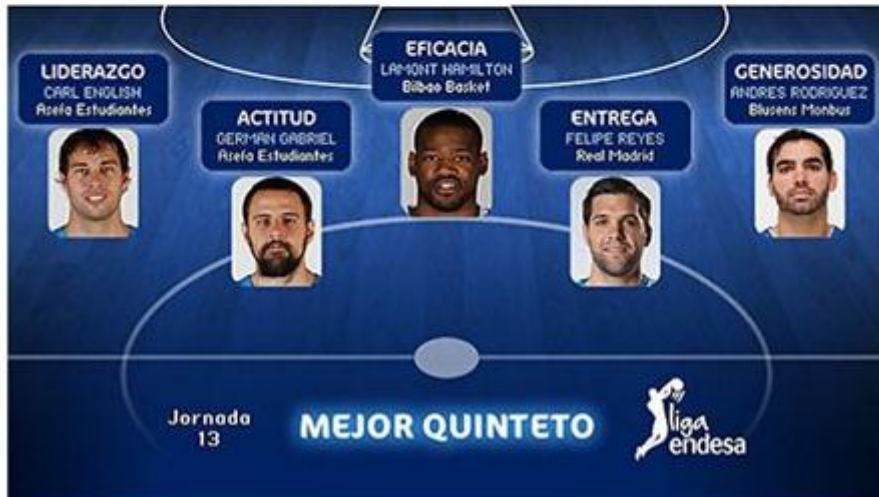 LIDERAZGO
CARL ENGLISH
Asefa Estudiantes
ACTITUD
GERMAN GABRIEL
Asefa Estudiantes
EFICACIA
LAMONT HAMILTON
Bilbao Basket
ENTREGA
FELIPE REYES
Real Madrid
GENEROSIDAD
ANDRES RODRIGUEZ
Blusens Monbus
Jornada
13
MEJOR QUINTETO
liga
endesa